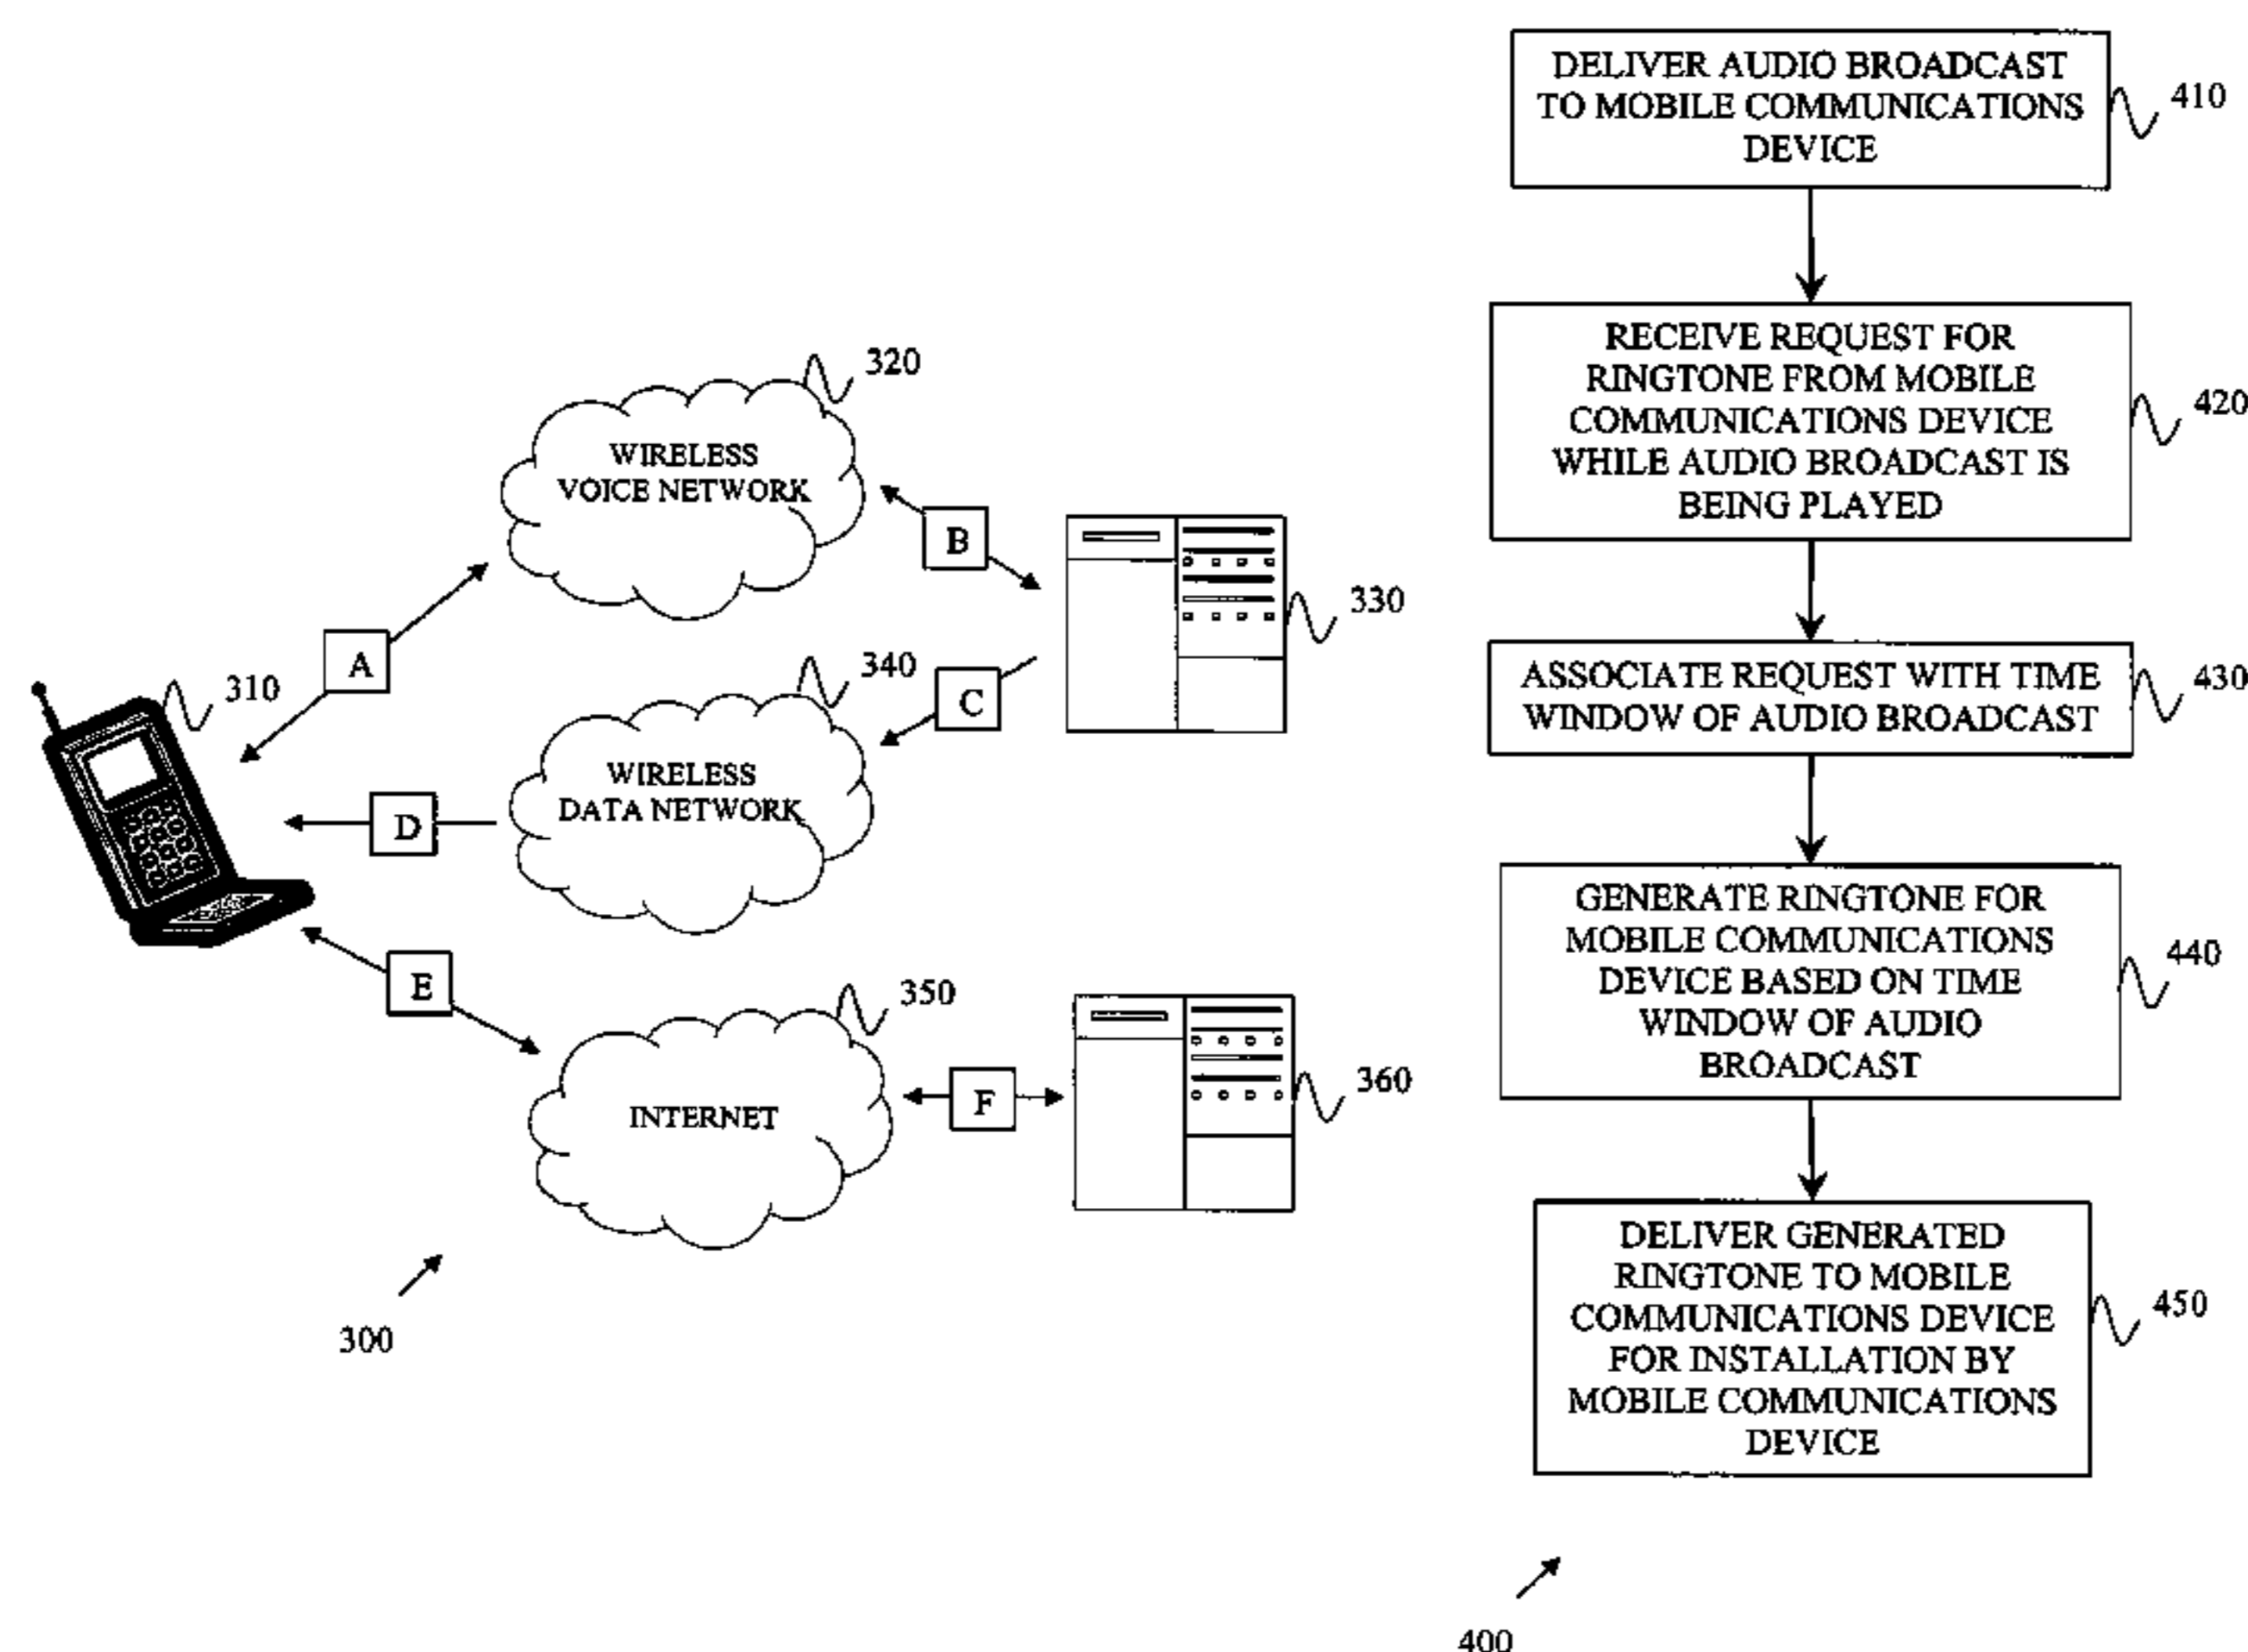 320
WIRELESS
VOICE NETWORK
B
330
A
340
C
310
WIRELESS
DATA NETWORK
D
E
350
INTERNET
F
360
300
DELIVER AUDIO BROADCAST
TO MOBILE COMMUNICATIONS
DEVICE
410
RECEIVE REQUEST FOR
RINGTONE FROM MOBILE
COMMUNICATIONS DEVICE
WHILE AUDIO BROADCAST IS
BEING PLAYED
420
ASSOCIATE REQUEST WITH TIME
WINDOW OF AUDIO BROADCAST
430
GENERATE RINGTONE FOR
MOBILE COMMUNICATIONS
DEVICE BASED ON TIME
WINDOW OF AUDIO
BROADCAST
440
DELIVER GENERATED
RINGTONE TO MOBILE
COMMUNICATIONS DEVICE
FOR INSTALLATION BY
MOBILE COMMUNICATIONS
DEVICE
450
400